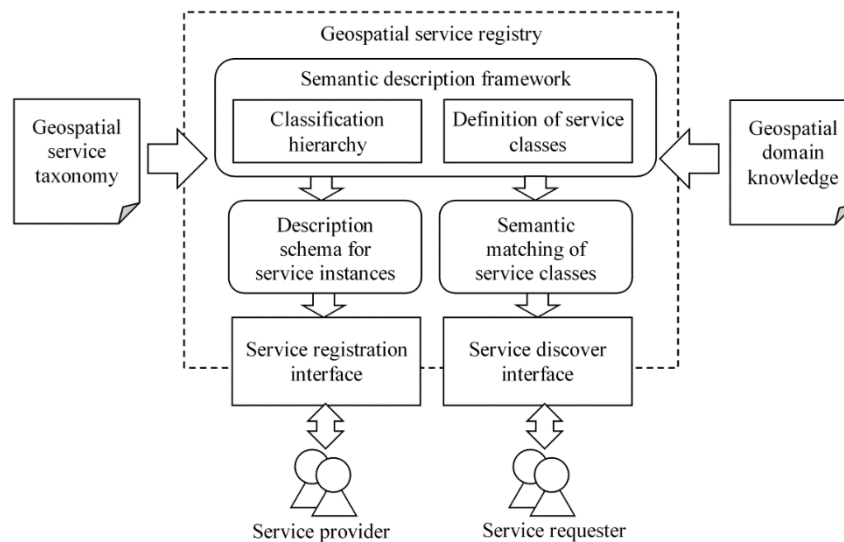 Geospatial service registry
Semantic description framework
Classification
hierarchy
Definition of service
classes
Geospatial
service
taxonomy
Geospatial
domain
knowledge
Description
schema for
service instances
Semantic
matching of
service classes
Service registration
interface
Service discover
interface
Service provider
Service requester